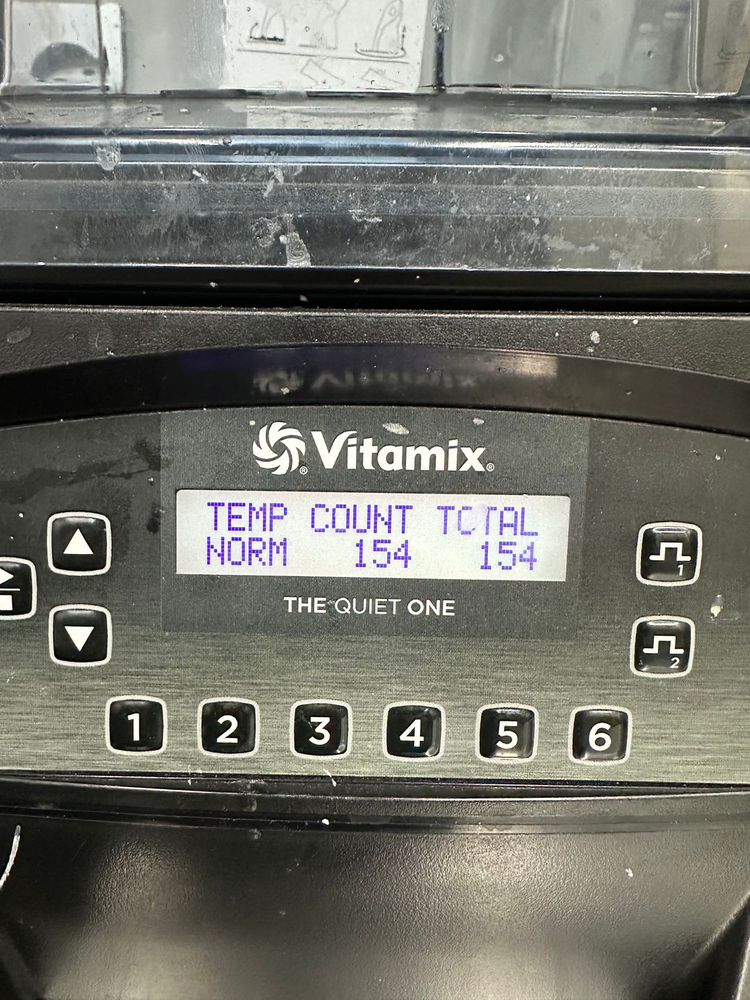 Vitamix®
TEMP COUNT TOTAL
NORM 154 154
THE QUIET ONE
1
2
1 2 3 4 5 6